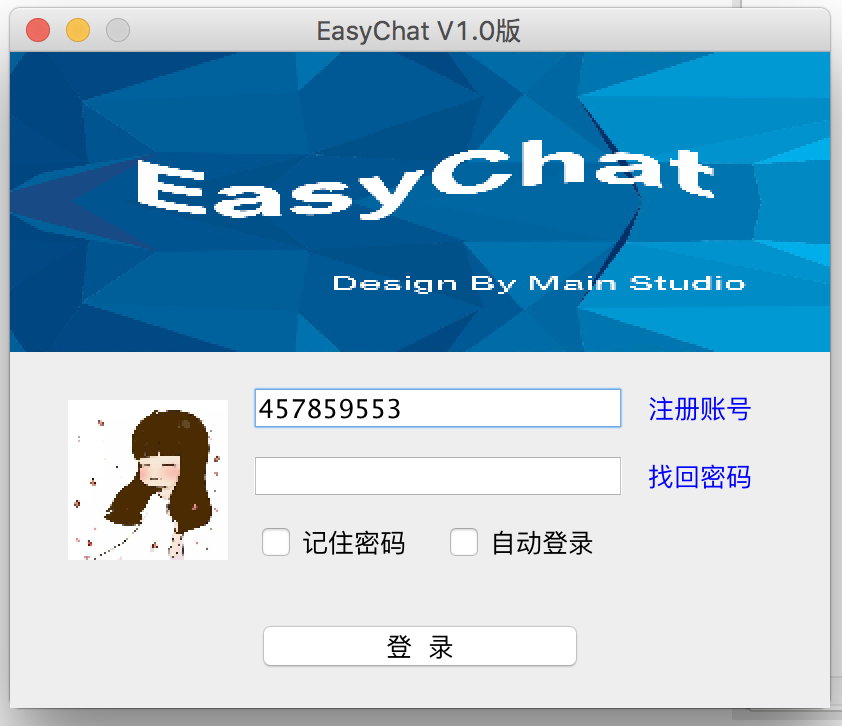 EasyChat V1.0版
EasyChat
Design By Main Studio
457859553 注册账号
找回密码
记住密码 自动登录
登 录